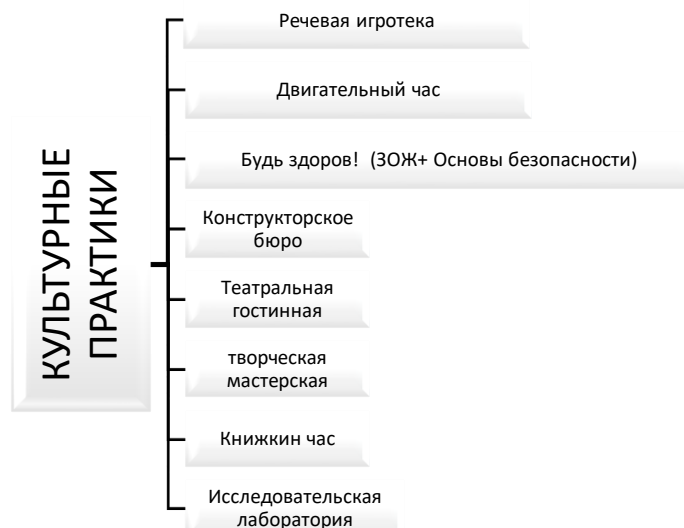 КУЛЬТУРНЫЕ
ПРАКТИКИ
Речевая игротека
Двигательный час
Будь здоров! (ЗОЖ+ Основы безопасности)
Конструкторское
бюро
Театральная
гостинная
творческая
мастерская
Книжкин час
Исследовательская
лаборатория